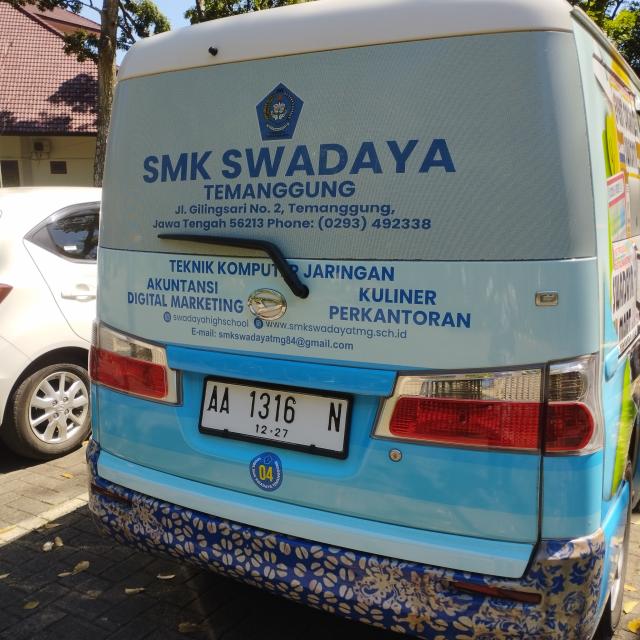 SMK SWADAYA
TEMANGGUNG
Jl. Gilingsari No. 2, Temanggung,
Jawa Tengah 56213 Phone: (0293) 492338
TEKNIK KOMPUTER JARINGAN
AKUNTANSI KULINER
DIGITAL MARKETING PERKANTORAN
swadayahighschool www.smkswadayatmg.sch.id
E-mail: smkswadayatmg84@gmail.com
AA 1316 N
12·27
04